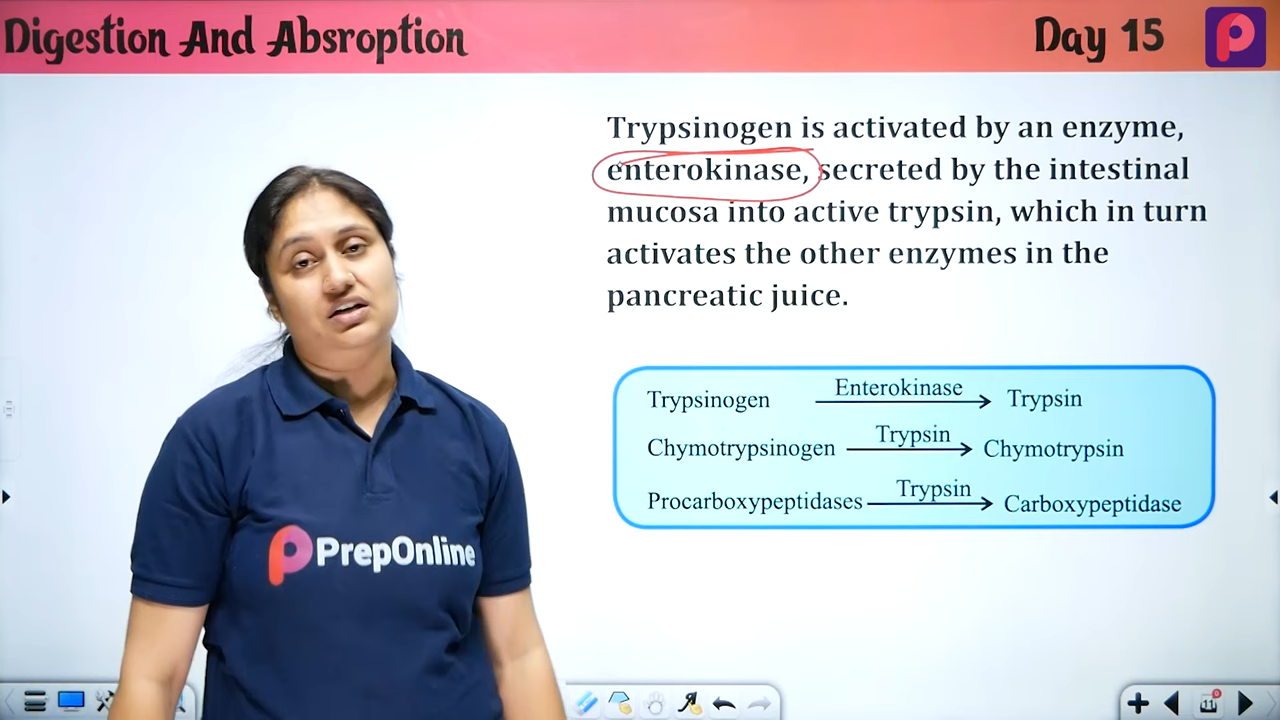 Digestion And Absroption
Day 15
Trypsinogen is activated by an enzyme,
enterokinase, secreted by the intestinal
mucosa into active trypsin, which in turn
activates the other enzymes in the
pancreatic juice.
Trypsinogen Enterokinase Trypsin
Chymotrypsinogen Trypsin Chymotrypsin
Procarboxypeptidases Trypsin Carboxypeptidase
PrepOnline
11